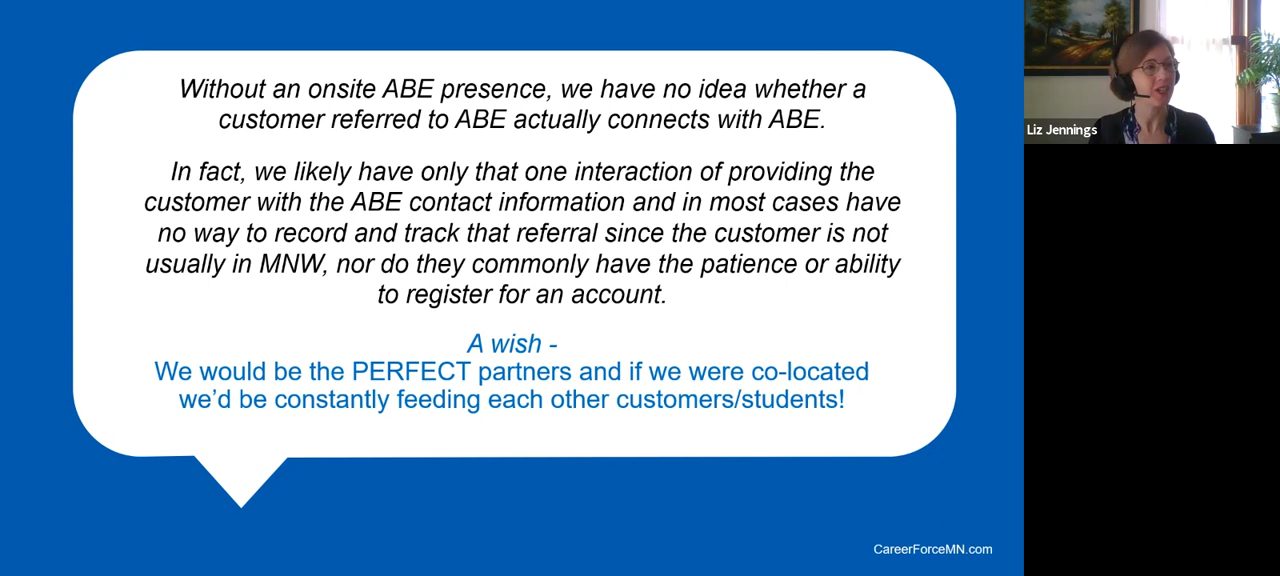 Without an onsite ABE presence, we have no idea whether a
customer referred to ABE actually connects with ABE.
In fact, we likely have only that one interaction of providing the
customer with the ABE contact information and in most cases have
no way to record and track that referral since the customer is not
usually in MNW, nor do they commonly have the patience or ability
to register for an account.
A wish -
We would be the PERFECT partners and if we were co-located
we’d be constantly feeding each other customers/students!
CareerForceMN.com
Liz Jennings